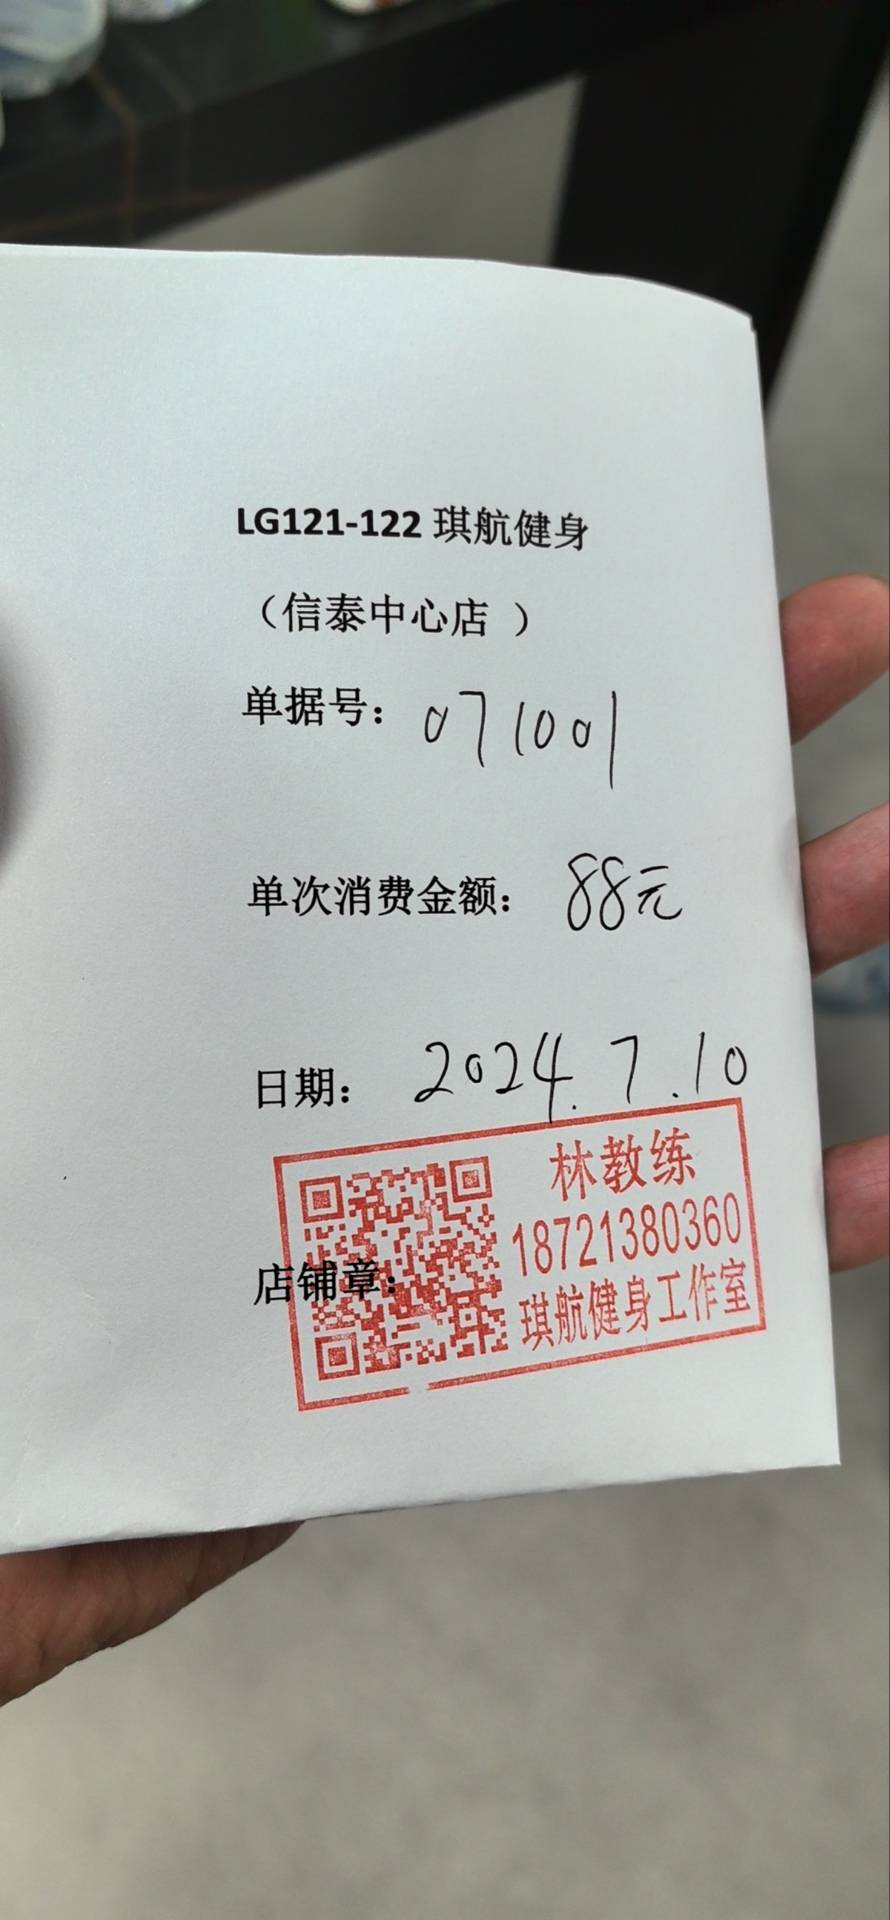 LG121-122 琪航健身
（信泰中心店 ）
单据号： 071001
单次消费金额： 88元
日期： 2024.7.10
店铺章：
林教练
18721380360
琪航健身工作室